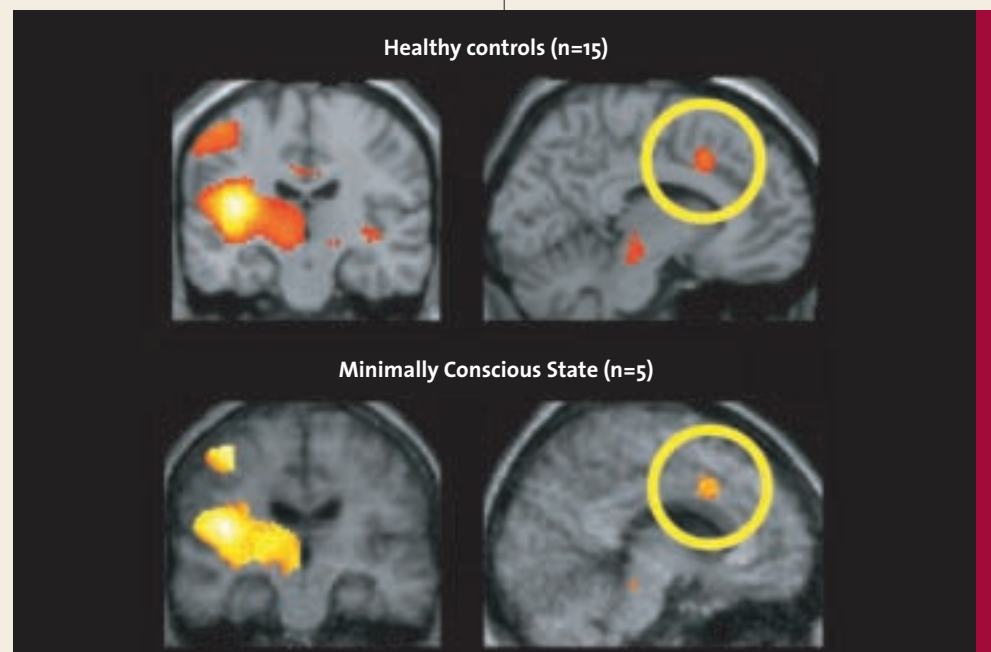 Healthy controls (n=15)
Minimally Conscious State (n=5)